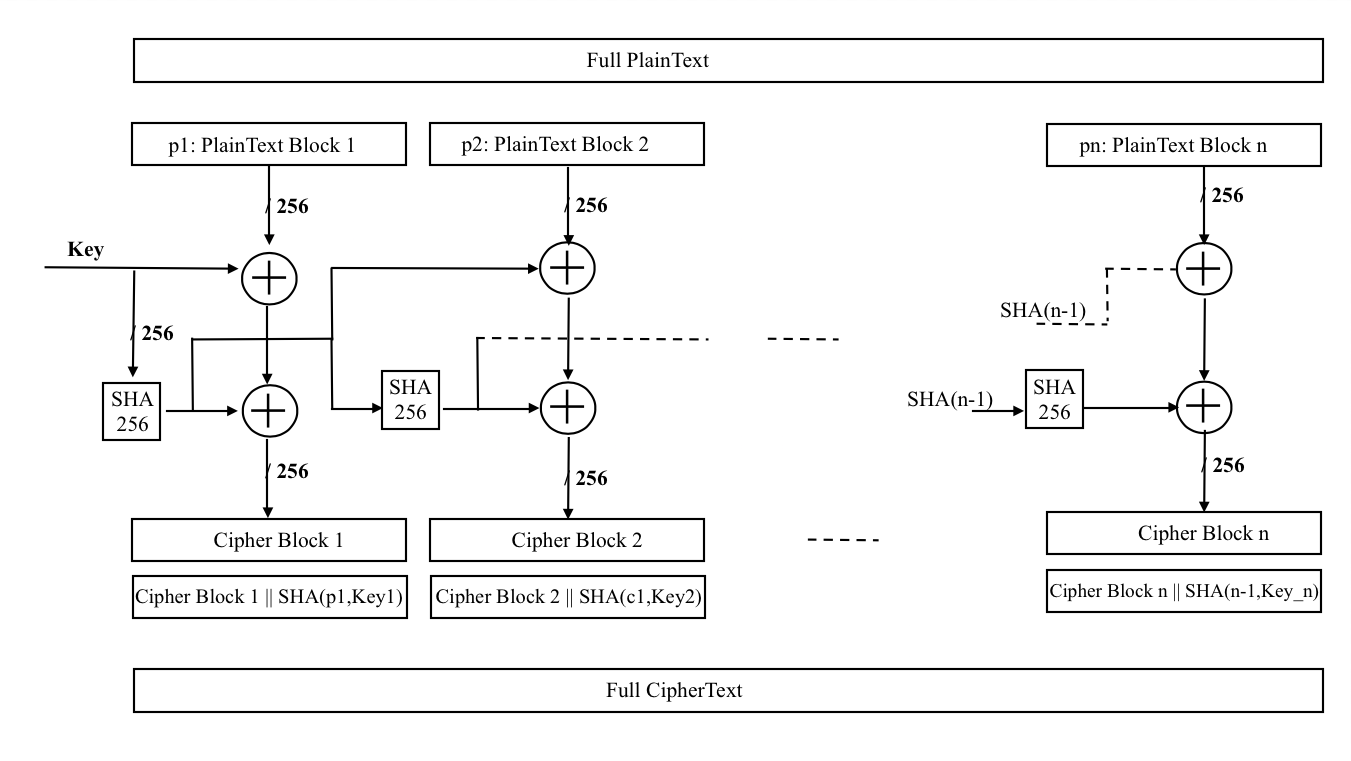 Full PlainText
p1: PlainText Block 1
p2: PlainText Block 2
pn: PlainText Block n
/ 256
/ 256
/ 256
Key
SHA(n-1)
/ 256
SHA
256
SHA
256
SHA(n-1)
SHA
256
/ 256
/ 256
/ 256
Cipher Block 1
Cipher Block 2
Cipher Block n
Cipher Block 1 || SHA(p1,Key1)
Cipher Block 2 || SHA(c1,Key2)
Cipher Block n || SHA(n-1,Key_n)
Full CipherText